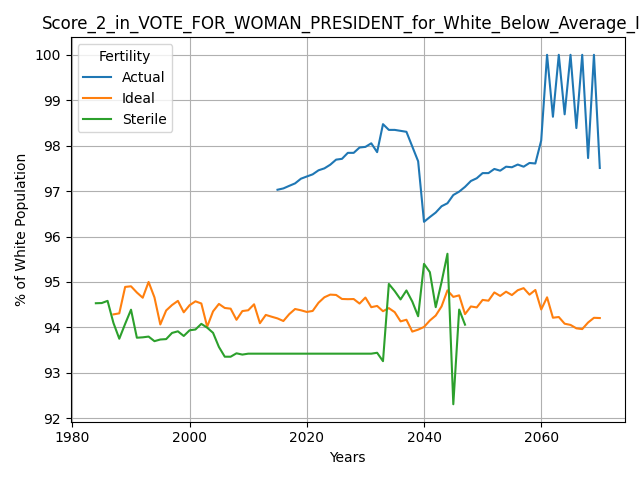 Score_2_in_VOTE_FOR_WOMAN_PRESIDENT_for_White_Below_Average_I
Fertility
Actual
Ideal
Sterile
% of White Population
100
99
98
97
96
95
94
93
92
1980
2000
2020
2040
2060
Years